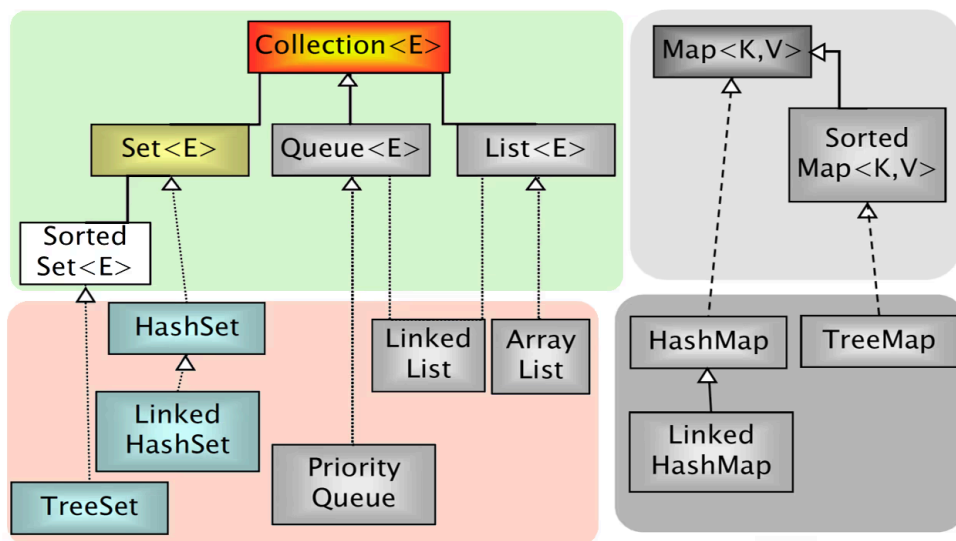 Collection<E>
Map<K,V>
Set<E>
Queue<E>
List<E>
Sorted
Map<K,V>
Sorted
Set<E>
HashSet
Linked
List
Array
List
HashMap
TreeMap
Linked
HashSet
Linked
HashMap
Priority
Queue
TreeSet